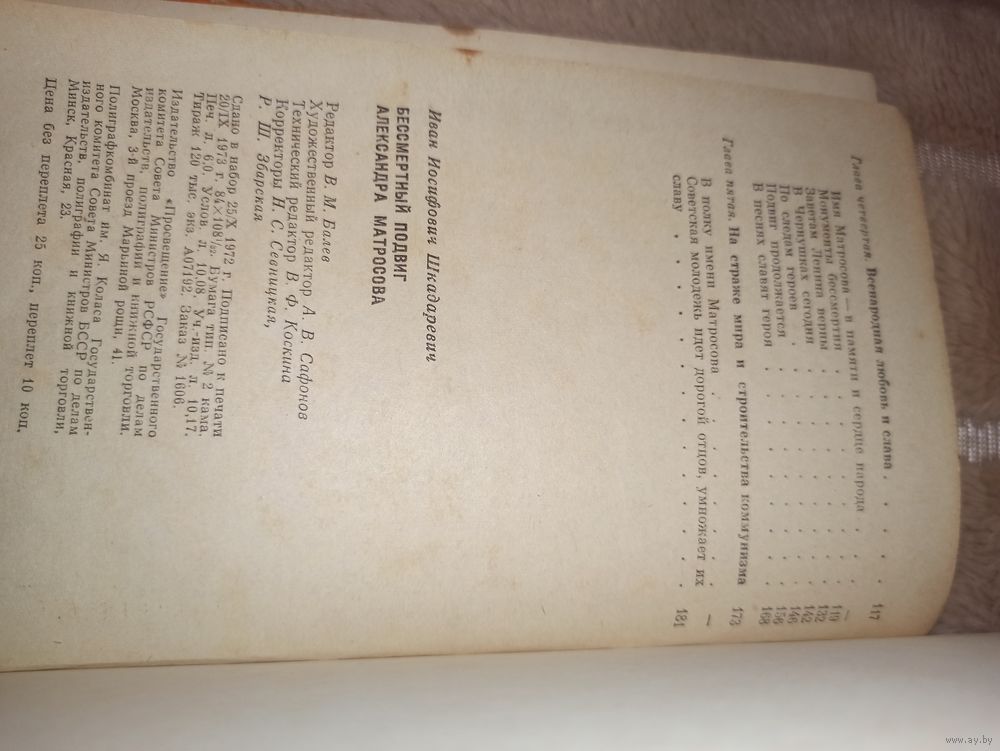 Глава четвертая. Всенародная любовь и слава . . . . 117
Имя Матросова — в памяти и сердце народа . . . —
Монументы бессмертия . . . . . . . . 119
Заветам Ленина верны . . . . . . . . 132
В Чернушках сегодня . . . . . . . . 142
По следам героев . . . . . . . . . 146
Подвиг продолжается . . . . . . . . 156
В песнях славят героя . . . . . . . . 168
Глава пятая. На страже мира и строительства коммунизма 173
В полку имени Матросова . . . . . . . —
Советская молодежь идет дорогой отцов, умножает их
славу . . . . . . . . . . . 181
Иван Иосифович Шкадаревич
БЕССМЕРТНЫЙ ПОДВИГ
АЛЕКСАНДРА МАТРОСОВА
Редактор В. М. Балев
Художественный редактор А. В. Сафонов
Технический редактор В. Ф. Коскина
Корректоры Н. С. Севницкая,
Р. Ш. Збарская
Сдано в набор 25/X 1972 г. Подписано к печати
20/IX 1973 г. 84×108¹/₃₂. Бумага тип. № 2 кама.
Печ. л. 6,0. Услов. л. 10,08. Уч.-изд. л. 10,17.
Тираж 120 тыс. экз. А07192. Заказ № 1606.
Издательство «Просвещение» Государственного
комитета Совета Министров РСФСР по делам
издательств, полиграфии и книжной торговли.
Москва, 3-й проезд Марьиной рощи, 41.
Полиграфкомбинат им. Я. Коласа Государствен-
ного комитета Совета Министров БССР по делам
издательств, полиграфии и книжной торговли,
Минск, Красная, 23.
Цена без переплета 25 коп., переплет 10 коп.
www.ay.by